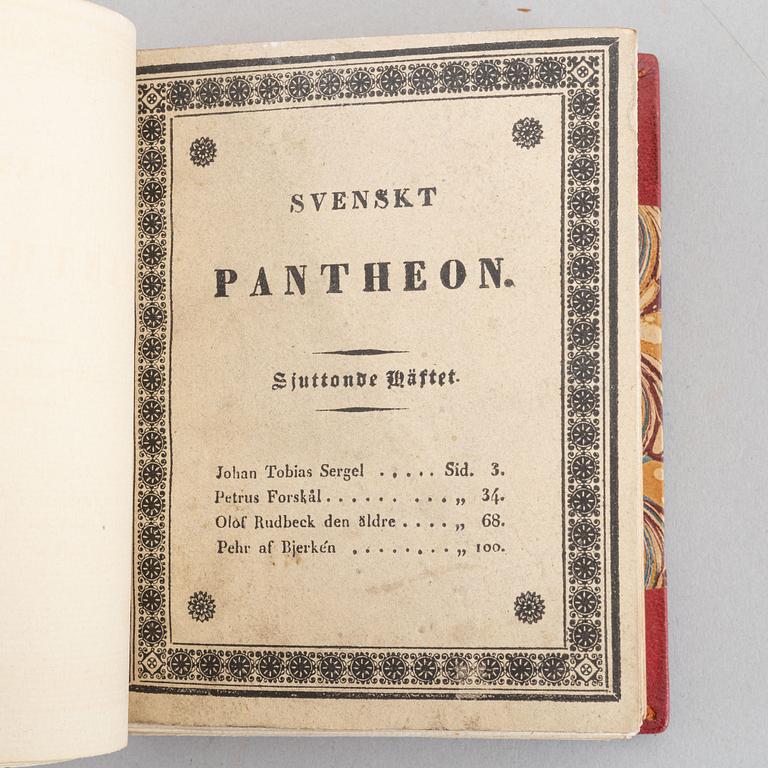 SVENSKT
PANTHEON.
Sjuttonde Häftet.
Johan Tobias Sergel . . . . . Sid. 3.
Petrus Forskål . . . . . . . . . „ 34.
Olof Rudbeck den äldre . . . . „ 68.
Pehr af Bjerkén . . . . . . . . „ 100.